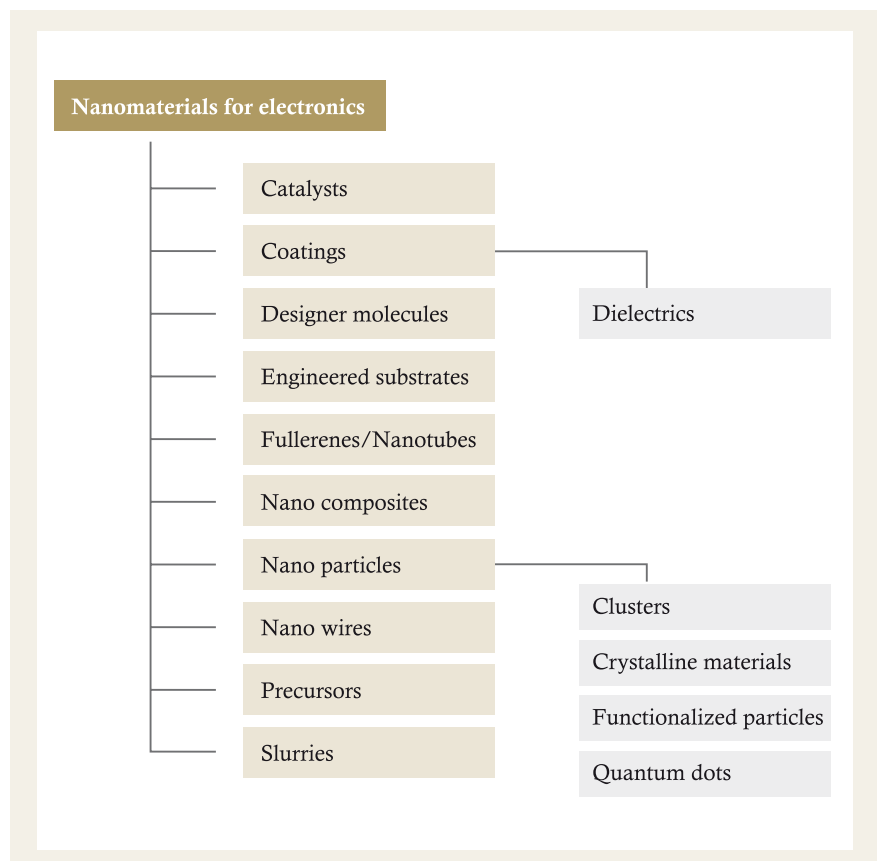 Nanomaterials for electronics
Catalysts
Coatings
Dielectrics
Designer molecules
Engineered substrates
Fullerenes/Nanotubes
Nano composites
Nano particles
Clusters
Crystalline materials
Functionalized particles
Quantum dots
Nano wires
Precursors
Slurries